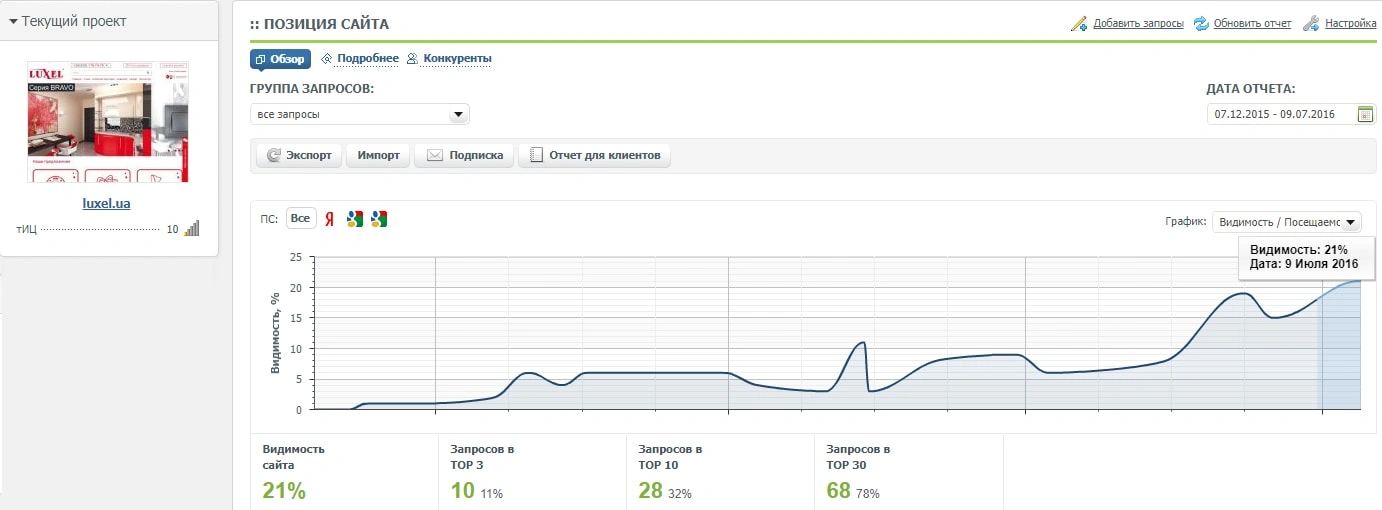 Текущий проект
LUXEL
Серия BRAVO
luxel.ua
тИЦ 10
:: ПОЗИЦИЯ САЙТА
Добавить запросы Обновить отчет Настройка
Обзор Подробнее Конкуренты
ГРУППА ЗАПРОСОВ: ДАТА ОТЧЕТА:
все запросы 07.12.2015 - 09.07.2016
Экспорт Импорт Подписка Отчет для клиентов
ПС: Все Я График: Видимость / Посещаемо
Видимость: 21%
Дата: 9 Июля 2016
Видимость, %
25
20
15
10
5
0
Видимость
сайта
21%
Запросов в
TOP 3
10 11%
Запросов в
TOP 10
28 32%
Запросов в
TOP 30
68 78%